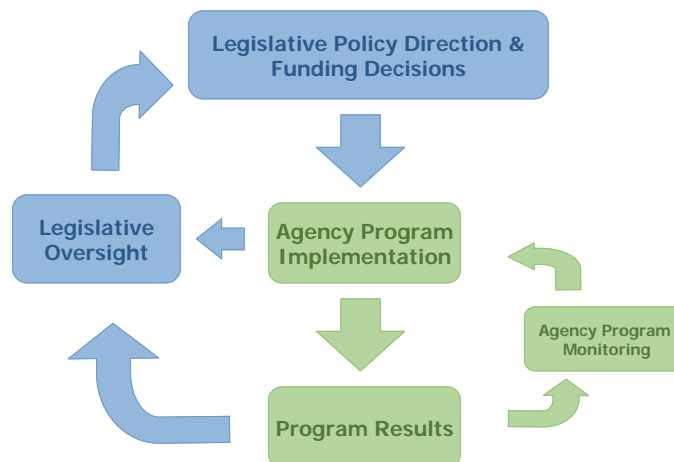 Legislative Policy Direction &
Funding Decisions
Legislative
Oversight
Agency Program
Implementation
Agency Program
Monitoring
Program Results